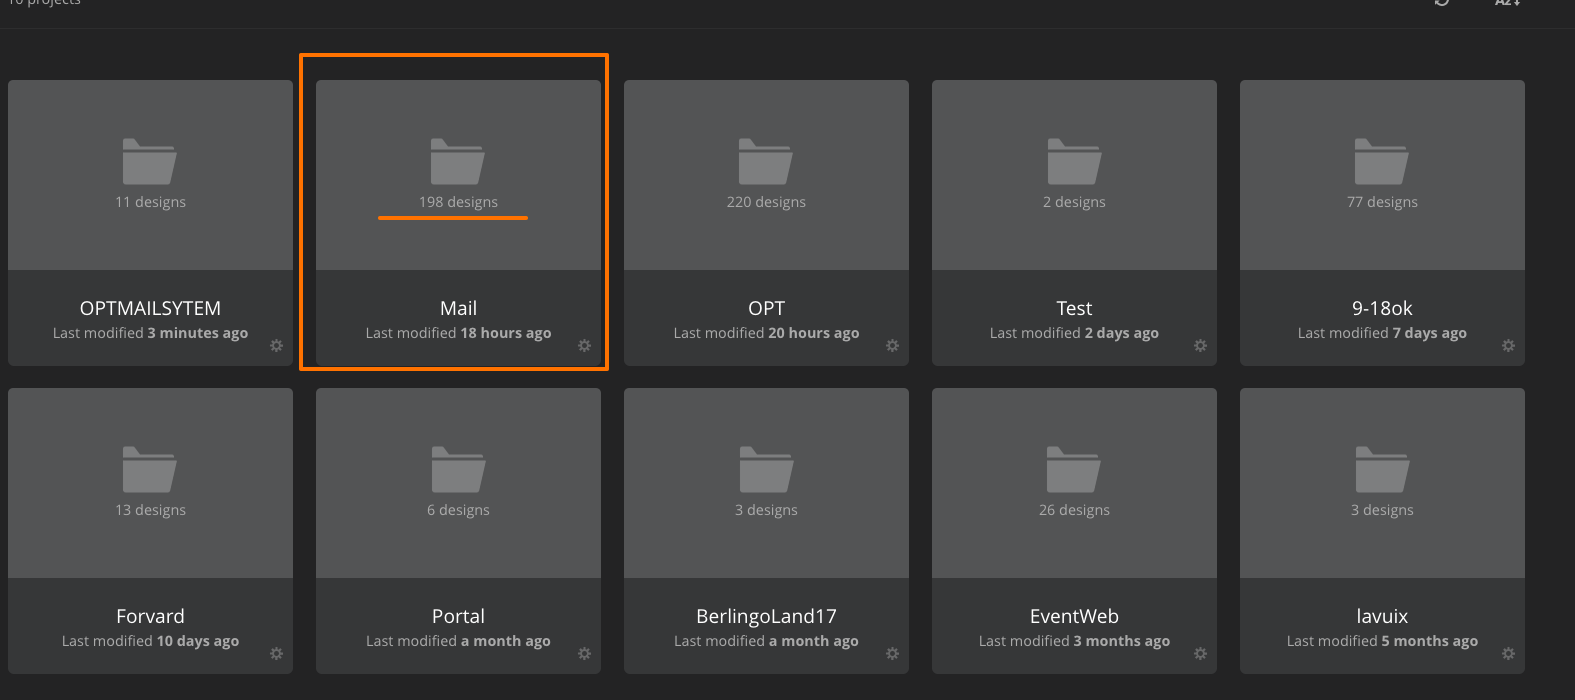 projects
11 designs
198 designs
220 designs
2 designs
77 designs
OPTMAILSYTEM
Mail
OPT
Test
9-18ok
Last modified 3 minutes ago
Last modified 18 hours ago
Last modified 20 hours ago
Last modified 2 days ago
Last modified 7 days ago
13 designs
6 designs
3 designs
26 designs
3 designs
Forvard
Portal
BerlingoLand17
EventWeb
lavuix
Last modified 10 days ago
Last modified a month ago
Last modified a month ago
Last modified 3 months ago
Last modified 5 months ago